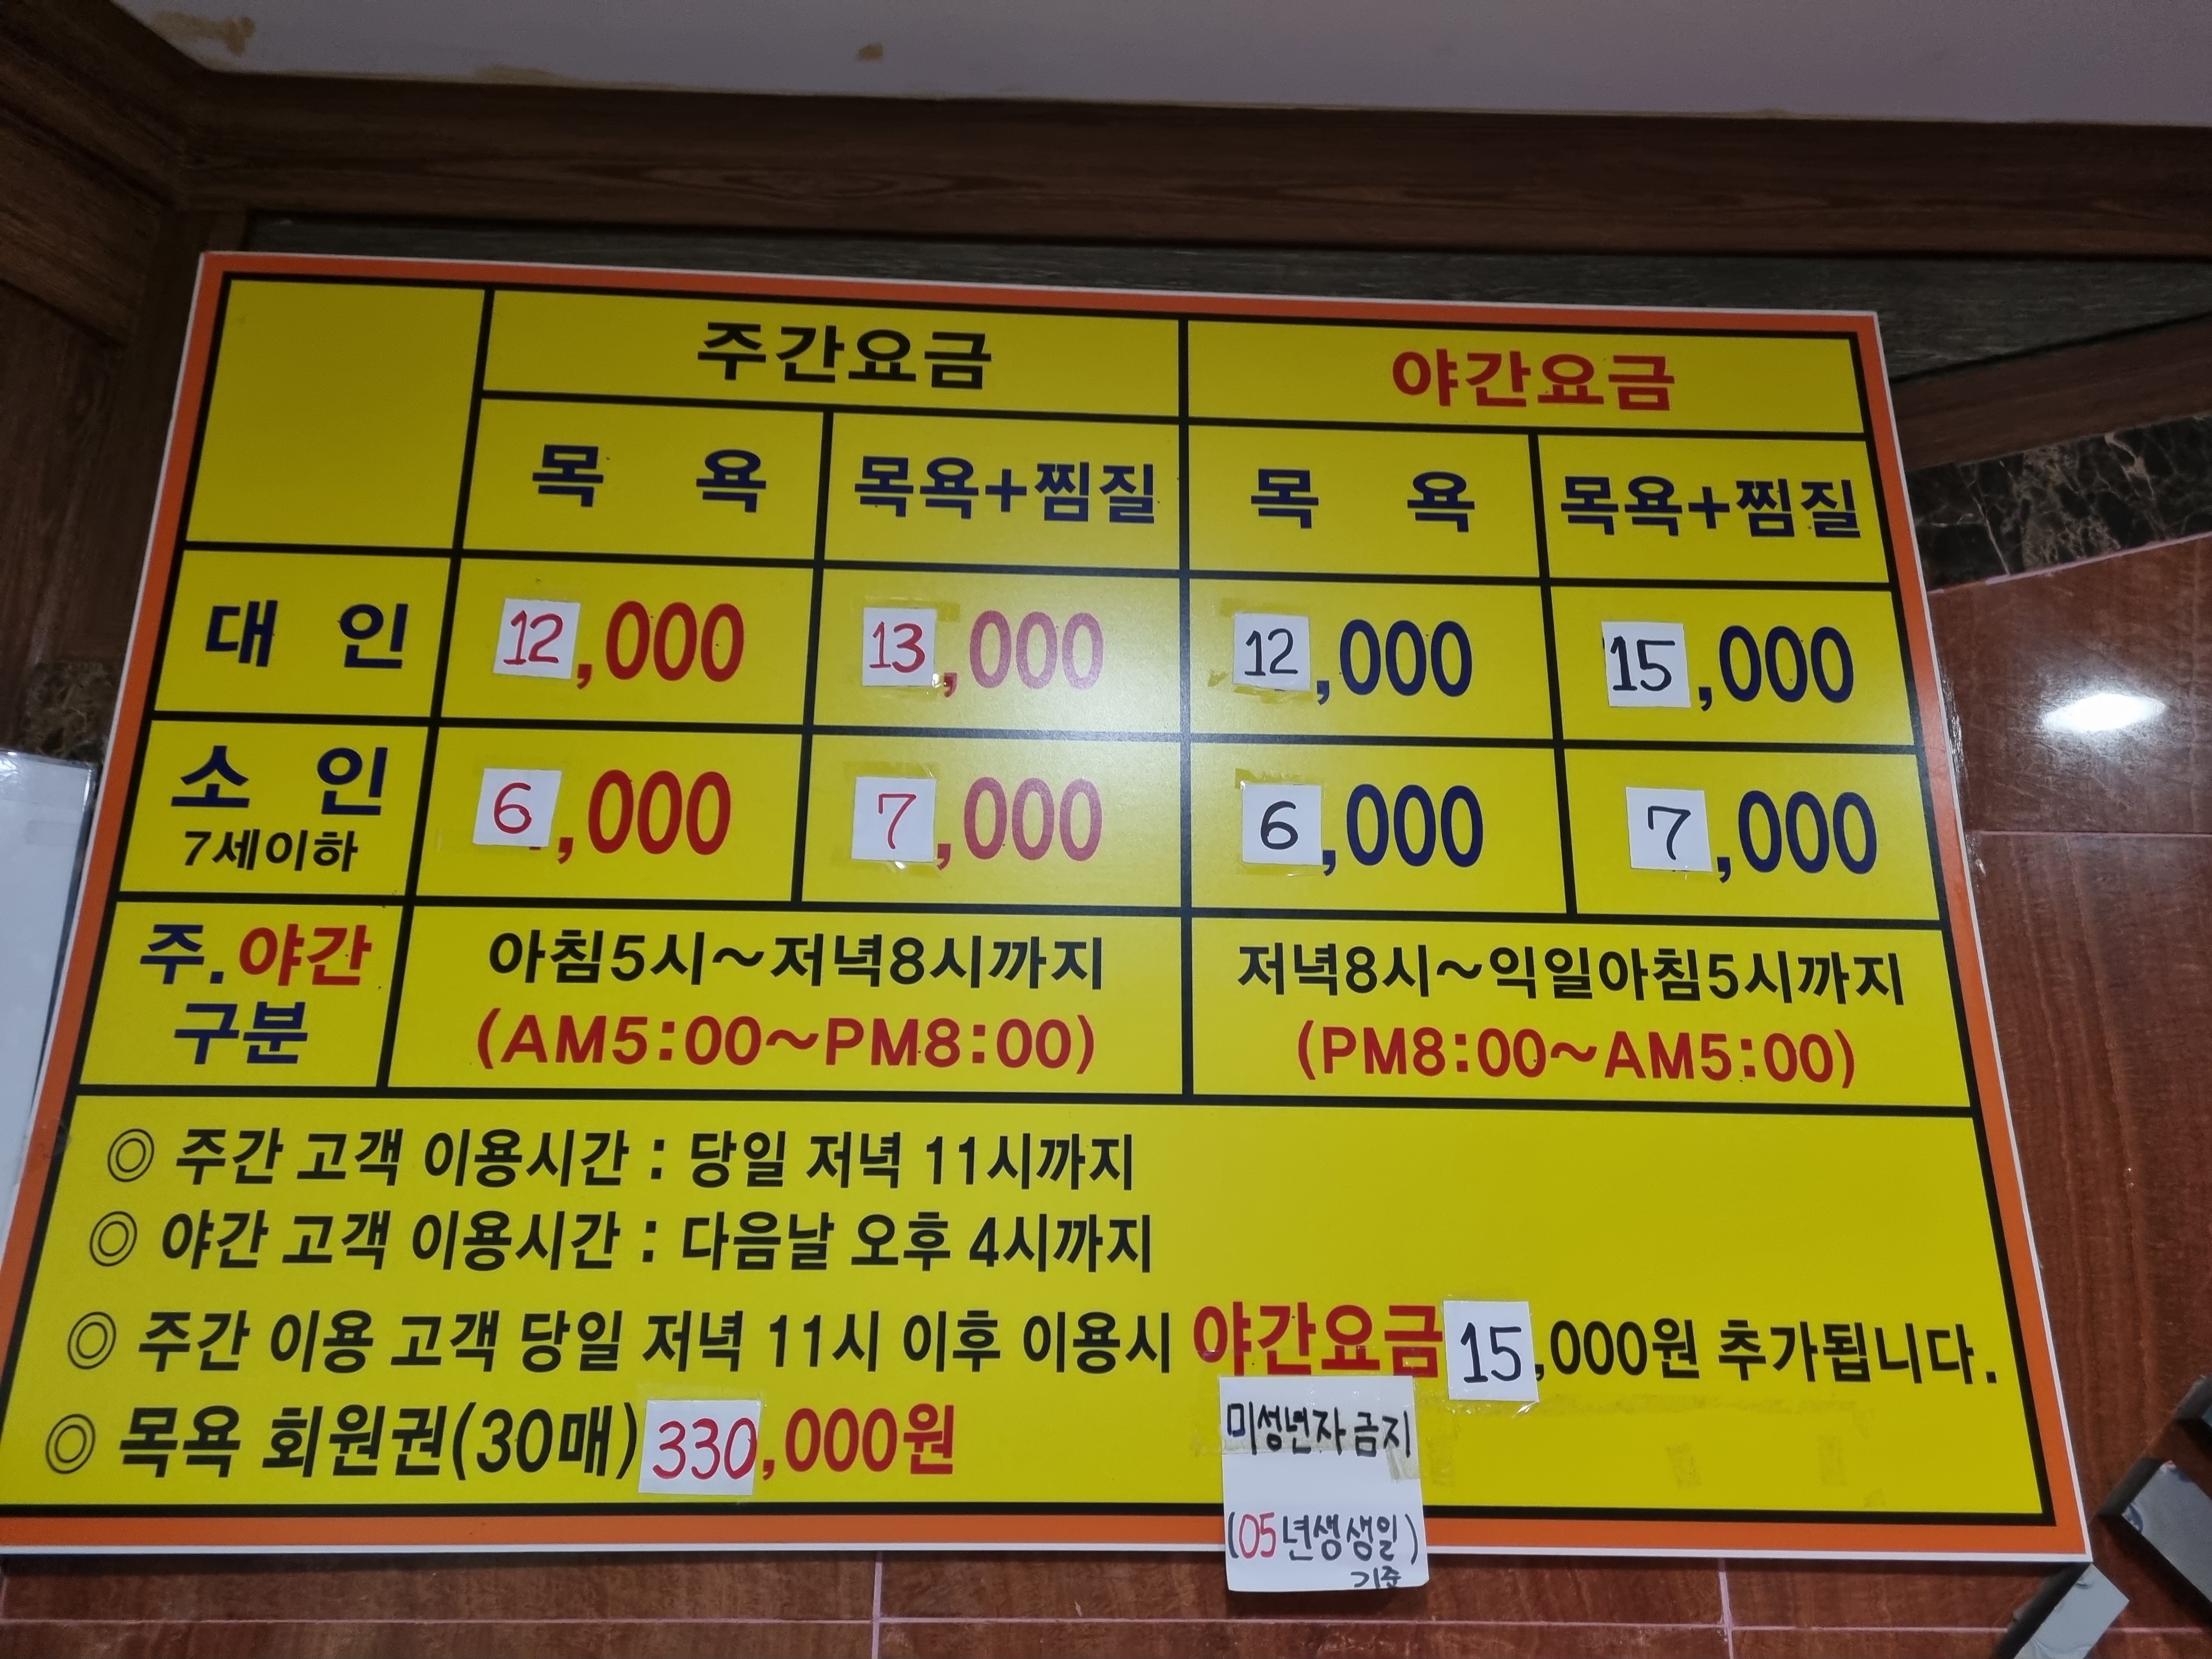 주간요금 야간요금
목 욕 목욕+찜질 목 욕 목욕+찜질
대 인 12,000 13,000 12,000 15,000
소 인 6,000 7,000 6,000 7,000
7세이하
주.야간 아침5시~저녁8시까지 저녁8시~익일아침5시까지
구분 (AM5:00~PM8:00) (PM8:00~AM5:00)
◎ 주간 고객 이용시간 : 당일 저녁 11시까지
◎ 야간 고객 이용시간 : 다음날 오후 4시까지
◎ 주간 이용 고객 당일 저녁 11시 이후 이용시 야간요금 15,000원 추가됩니다.
◎ 목욕 회원권(30매) 330,000원
미성년자 금지
(05년생 생일)
기준